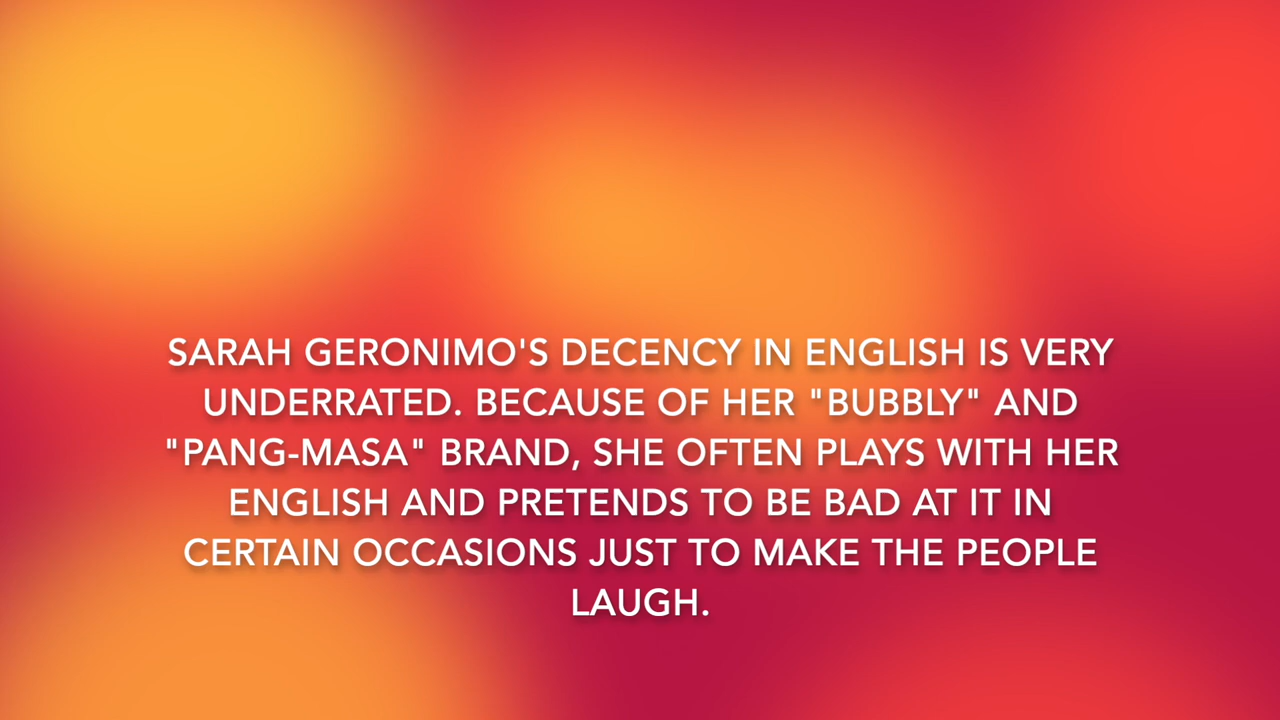 SARAH GERONIMO'S DECENCY IN ENGLISH IS VERY
UNDERRATED. BECAUSE OF HER "BUBBLY" AND
"PANG-MASA" BRAND, SHE OFTEN PLAYS WITH HER
ENGLISH AND PRETENDS TO BE BAD AT IT IN
CERTAIN OCCASIONS JUST TO MAKE THE PEOPLE
LAUGH.